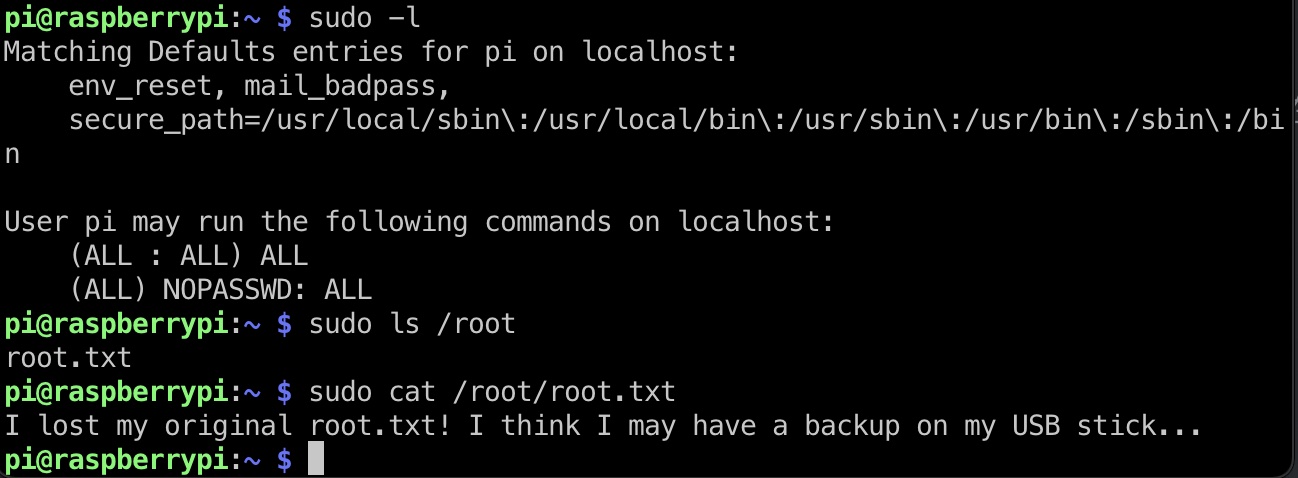 pi@raspberrypi:~ $ sudo -l
Matching Defaults entries for pi on localhost:
    env_reset, mail_badpass,
    secure_path=/usr/local/sbin\:/usr/local/bin\:/usr/sbin\:/usr/bin\:/sbin\:/bi
n

User pi may run the following commands on localhost:
    (ALL : ALL) ALL
    (ALL) NOPASSWD: ALL
pi@raspberrypi:~ $ sudo ls /root
root.txt
pi@raspberrypi:~ $ sudo cat /root/root.txt
I lost my original root.txt! I think I may have a backup on my USB stick...
pi@raspberrypi:~ $